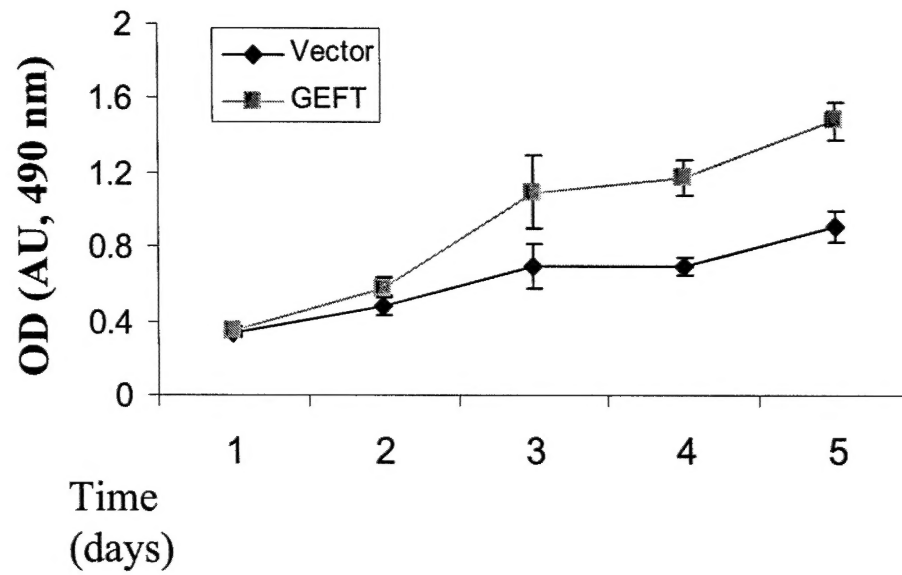 OD (AU, 490 nm)
2
1.6
1.2
0.8
0.4
0
Vector
GEFT
1 2 3 4 5
Time
(days)